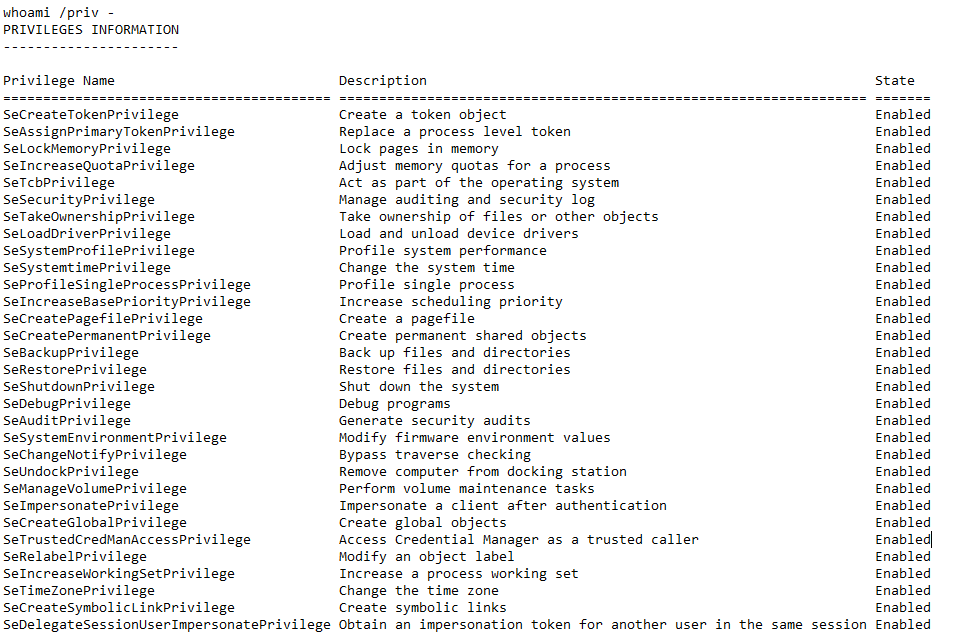 whoami /priv -
PRIVILEGES INFORMATION
----------------------
Privilege Name                            Description                                                        State
========================================= ================================================================== =======
SeCreateTokenPrivilege                    Create a token object                                              Enabled
SeAssignPrimaryTokenPrivilege             Replace a process level token                                      Enabled
SeLockMemoryPrivilege                     Lock pages in memory                                               Enabled
SeIncreaseQuotaPrivilege                  Adjust memory quotas for a process                                 Enabled
SeTcbPrivilege                            Act as part of the operating system                                Enabled
SeSecurityPrivilege                       Manage auditing and security log                                   Enabled
SeTakeOwnershipPrivilege                  Take ownership of files or other objects                           Enabled
SeLoadDriverPrivilege                     Load and unload device drivers                                     Enabled
SeSystemProfilePrivilege                  Profile system performance                                         Enabled
SeSystemtimePrivilege                     Change the system time                                             Enabled
SeProfileSingleProcessPrivilege           Profile single process                                             Enabled
SeIncreaseBasePriorityPrivilege           Increase scheduling priority                                       Enabled
SeCreatePagefilePrivilege                 Create a pagefile                                                  Enabled
SeCreatePermanentPrivilege                Create permanent shared objects                                    Enabled
SeBackupPrivilege                         Back up files and directories                                      Enabled
SeRestorePrivilege                        Restore files and directories                                      Enabled
SeShutdownPrivilege                       Shut down the system                                               Enabled
SeDebugPrivilege                          Debug programs                                                     Enabled
SeAuditPrivilege                          Generate security audits                                           Enabled
SeSystemEnvironmentPrivilege              Modify firmware environment values                                 Enabled
SeChangeNotifyPrivilege                   Bypass traverse checking                                           Enabled
SeUndockPrivilege                         Remove computer from docking station                               Enabled
SeManageVolumePrivilege                   Perform volume maintenance tasks                                   Enabled
SeImpersonatePrivilege                    Impersonate a client after authentication                          Enabled
SeCreateGlobalPrivilege                   Create global objects                                              Enabled
SeTrustedCredManAccessPrivilege           Access Credential Manager as a trusted caller                      Enabled
SeRelabelPrivilege                        Modify an object label                                             Enabled
SeIncreaseWorkingSetPrivilege             Increase a process working set                                     Enabled
SeTimeZonePrivilege                       Change the time zone                                               Enabled
SeCreateSymbolicLinkPrivilege             Create symbolic links                                              Enabled
SeDelegateSessionUserImpersonatePrivilege Obtain an impersonation token for another user in the same session Enabled